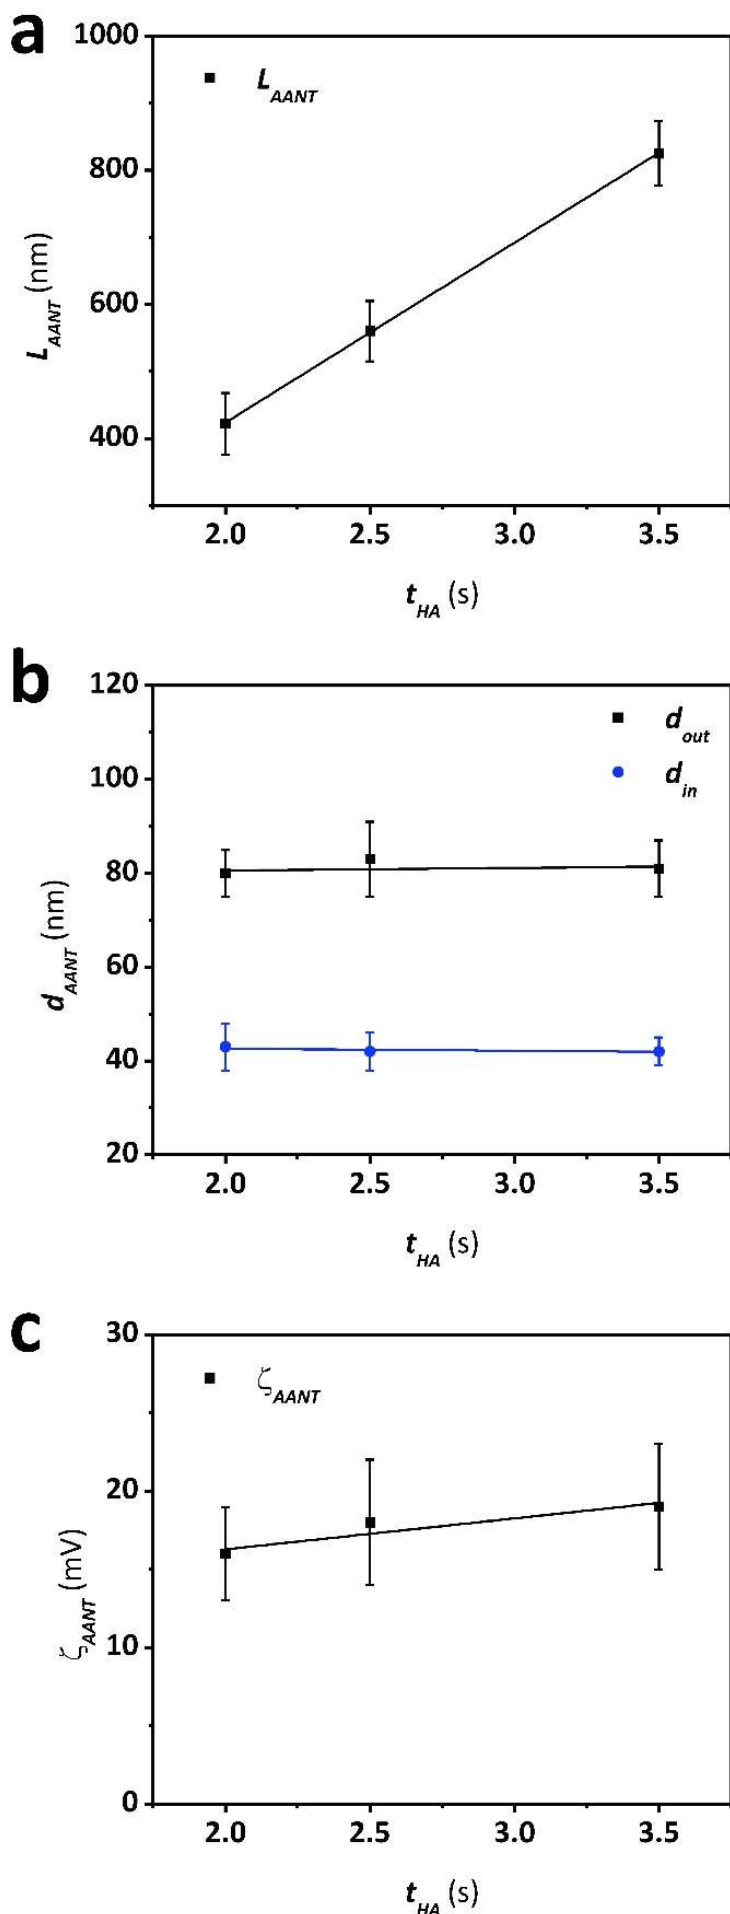 a
1000
L_AANT
800
600
400
L_AANT (nm)
2.0 2.5 3.0 3.5
t_HA (s)
b
120
d_out
100
d_in
80
60
40
20
d_AANT (nm)
2.0 2.5 3.0 3.5
t_HA (s)
c
30
ζ_AANT
20
10
0
ζ_AANT (mV)
2.0 2.5 3.0 3.5
t_HA (s)